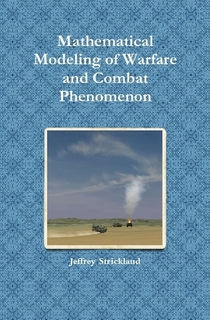 Mathematical
Modeling of Warfare
and Combat
Phenomenon
Jeffrey Strickland